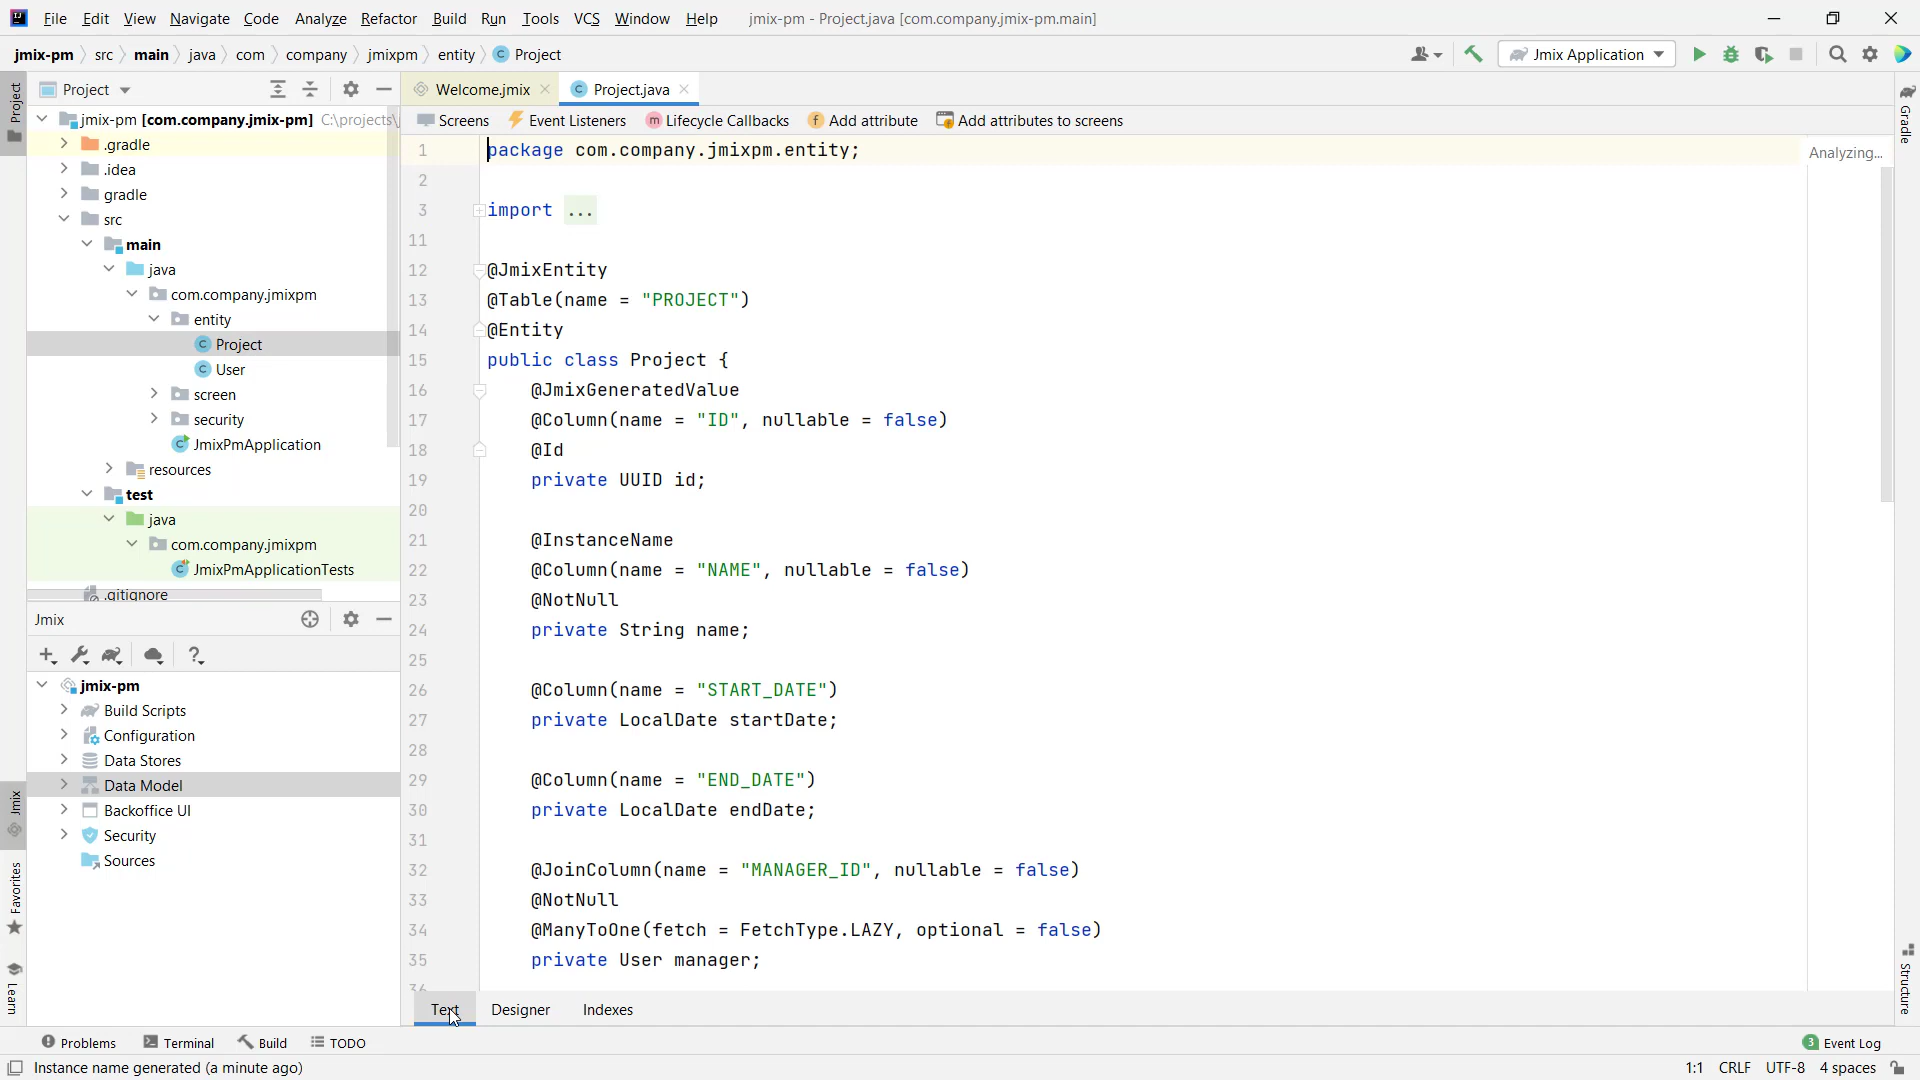 File Edit View Navigate Code Analyze Refactor Build Run Tools VCS Window Help jmix-pm - Project.java [com.company.jmix-pm.main]
jmix-pm src main java com company jmixpm entity Project Jmix Application
Project
Project
jmix-pm [com.company.jmix-pm] C:\projects\
.gradle
.idea
gradle
src
main
java
com.company.jmixpm
entity
Project
User
screen
security
JmixPmApplication
resources
test
java
com.company.jmixpm
JmixPmApplicationTests
.gitignore
Jmix
jmix-pm
Build Scripts
Configuration
Data Stores
Data Model
Backoffice UI
Security
Sources
Jmix
Favorites
Learn
Welcome.jmix Project.java
Screens Event Listeners Lifecycle Callbacks Add attribute Add attributes to screens
1 package com.company.jmixpm.entity;
2
3 import ...
11
12 @JmixEntity
13 @Table(name = "PROJECT")
14 @Entity
15 public class Project {
16 @JmixGeneratedValue
17 @Column(name = "ID", nullable = false)
18 @Id
19 private UUID id;
20
21 @InstanceName
22 @Column(name = "NAME", nullable = false)
23 @NotNull
24 private String name;
25
26 @Column(name = "START_DATE")
27 private LocalDate startDate;
28
29 @Column(name = "END_DATE")
30 private LocalDate endDate;
31
32 @JoinColumn(name = "MANAGER_ID", nullable = false)
33 @NotNull
34 @ManyToOne(fetch = FetchType.LAZY, optional = false)
35 private User manager;
36
Analyzing...
Gradle
Structure
Text Designer Indexes
Problems Terminal Build TODO 3 Event Log
Instance name generated (a minute ago) 1:1 CRLF UTF-8 4 spaces